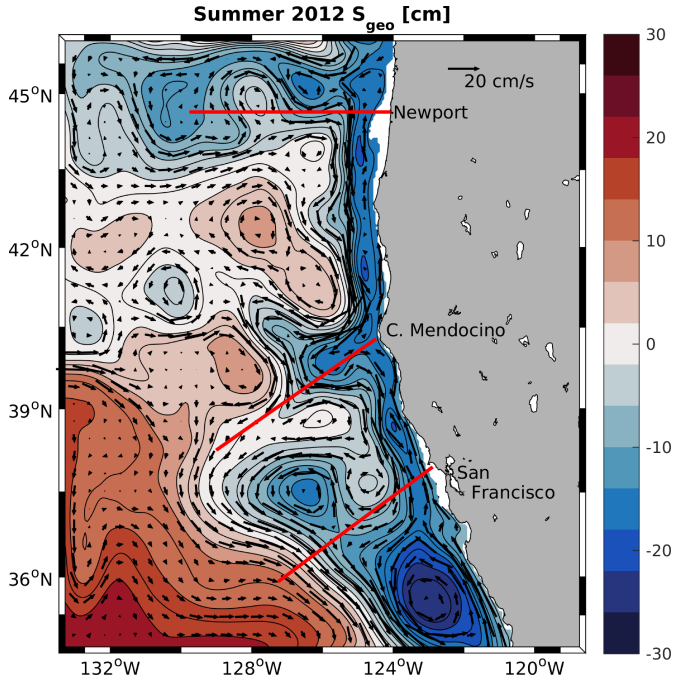 Summer 2012 S_geo [cm]
30
20 cm/s
45°N
Newport
20
10
42°N
C. Mendocino
0
39°N
-10
San
Francisco
-20
36°N
-30
132°W
128°W
124°W
120°W